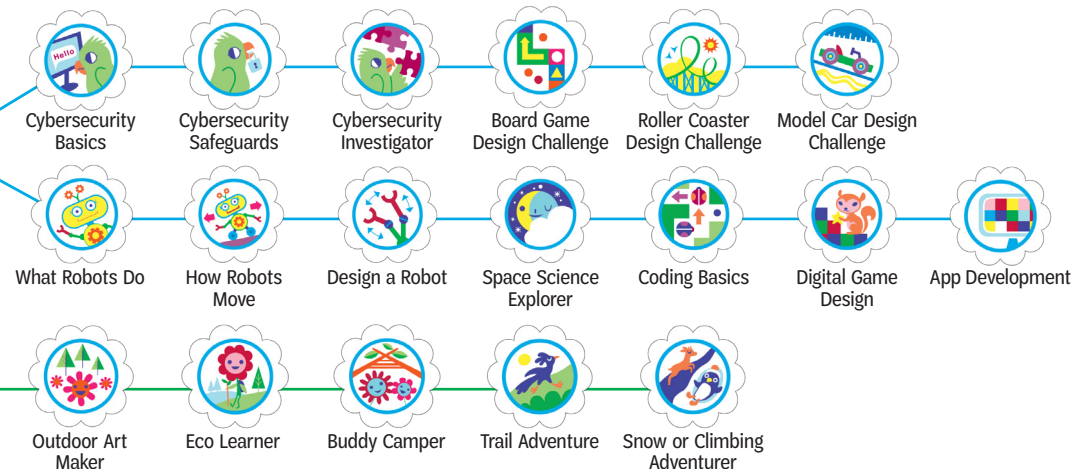 Hello
Cybersecurity
Basics
Cybersecurity
Safeguards
Cybersecurity
Investigator
Board Game
Design Challenge
Roller Coaster
Design Challenge
Model Car Design
Challenge
What Robots Do
How Robots
Move
Design a Robot
Space Science
Explorer
Coding Basics
Digital Game
Design
App Development
Outdoor Art
Maker
Eco Learner
Buddy Camper
Trail Adventure
Snow or Climbing
Adventurer